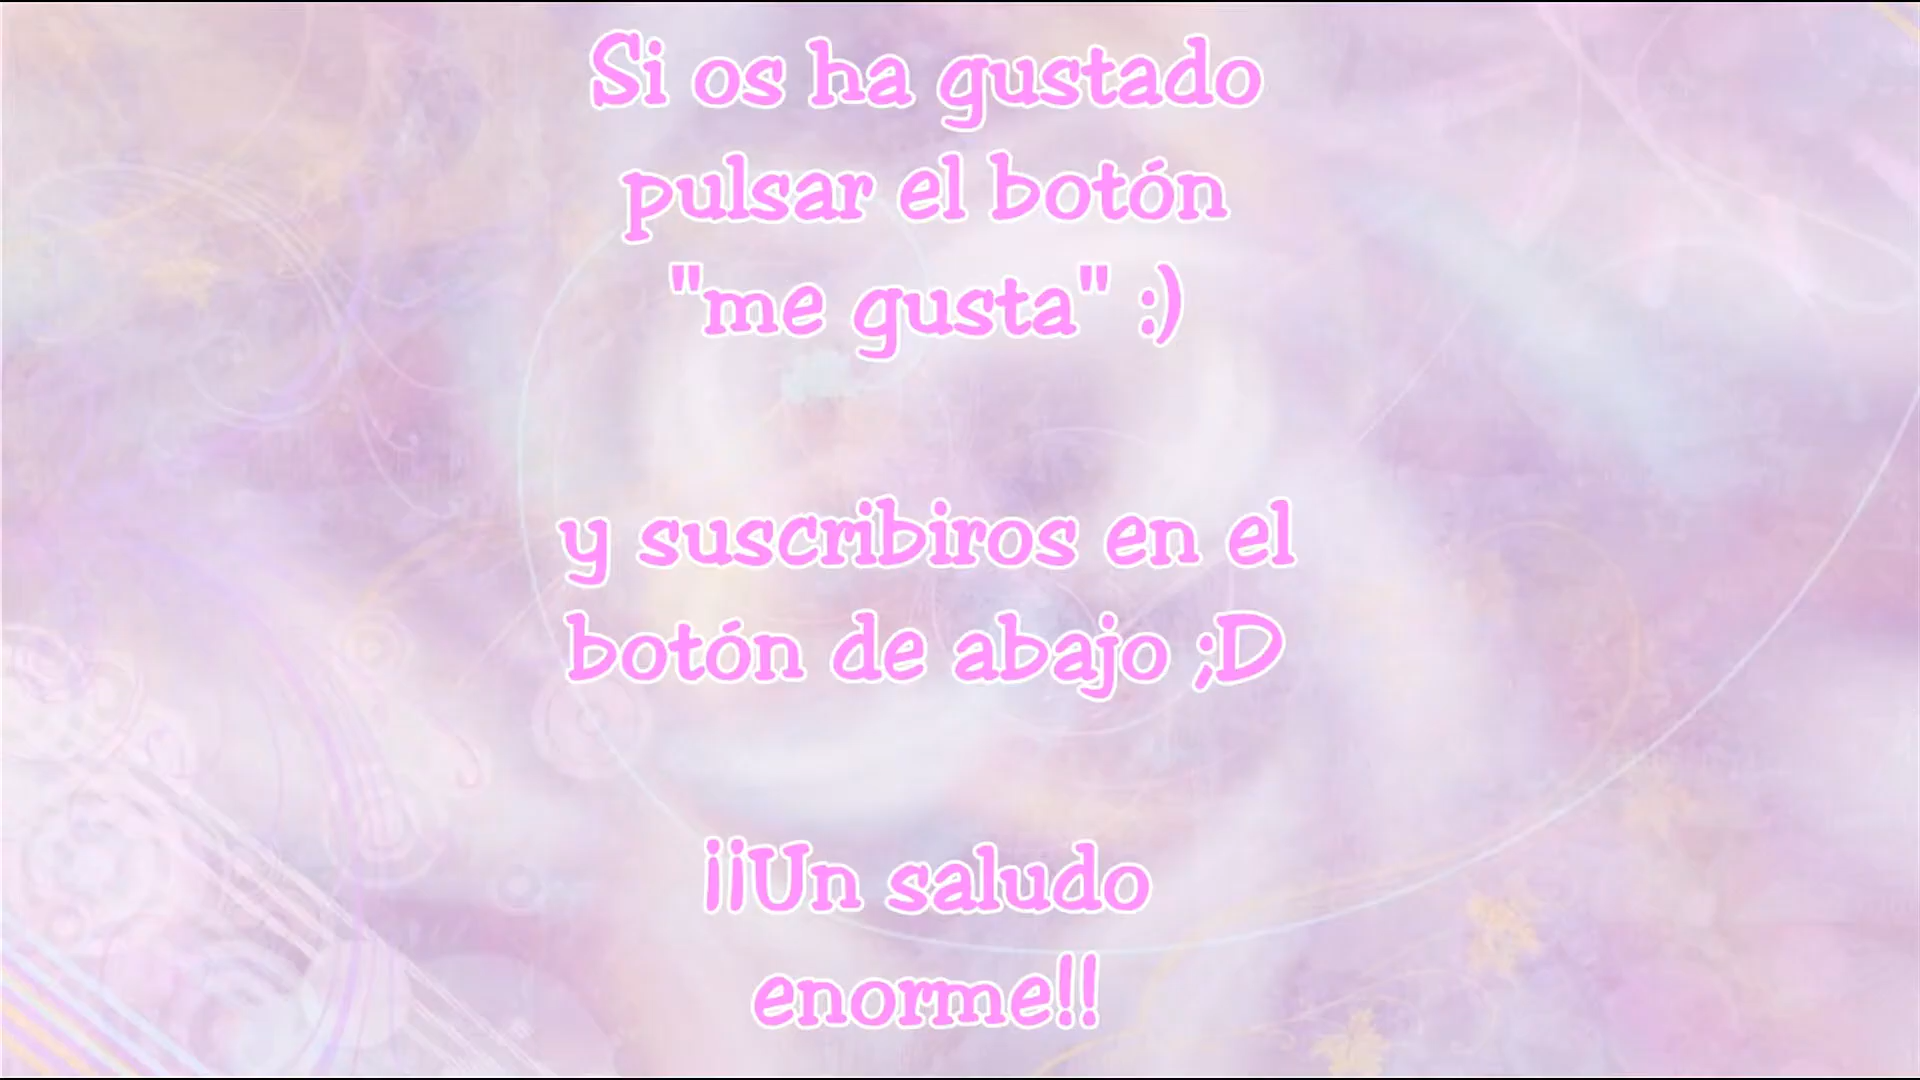 Si os ha gustado
pulsar el botón
"me gusta" :)
y suscribiros en el
botón de abajo ;D
¡¡Un saludo
enorme!!